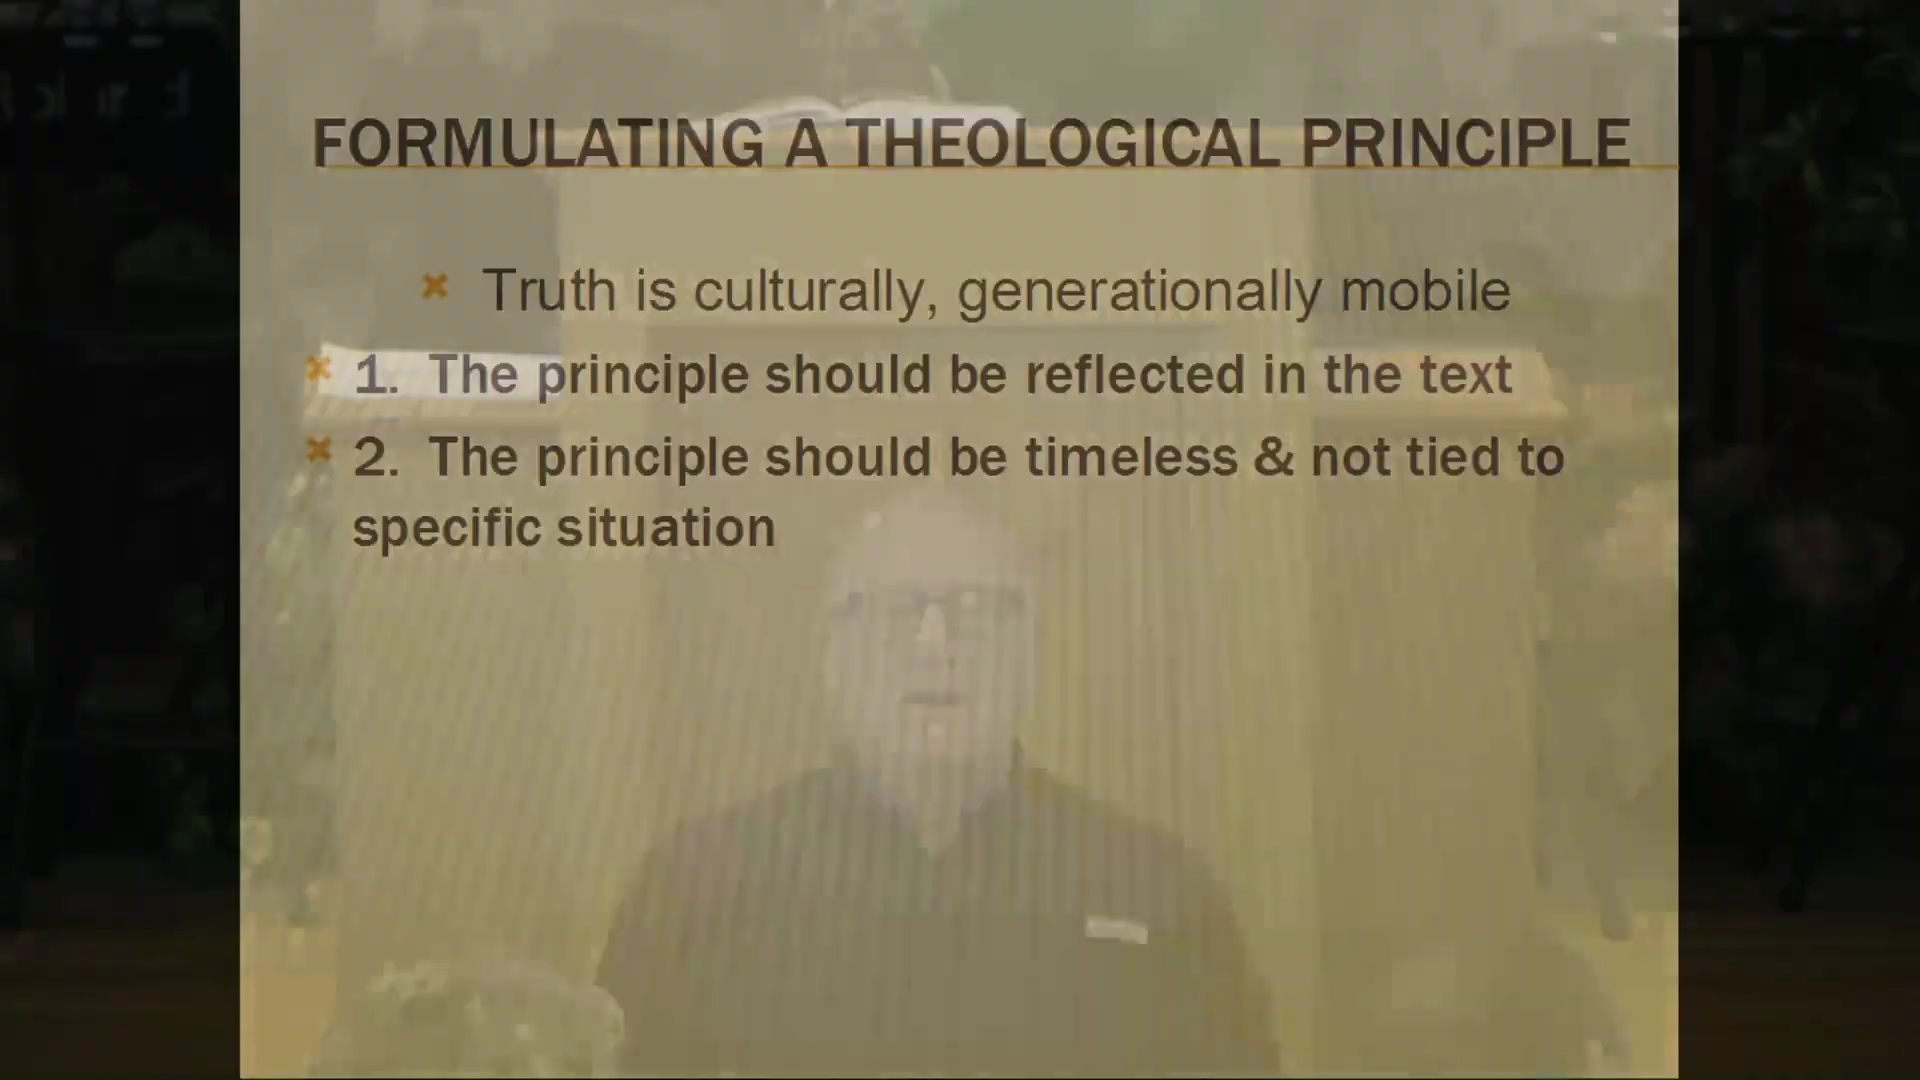 FORMULATING A THEOLOGICAL PRINCIPLE
Truth is culturally, generationally mobile
1. The principle should be reflected in the text
2. The principle should be timeless & not tied to
specific situation